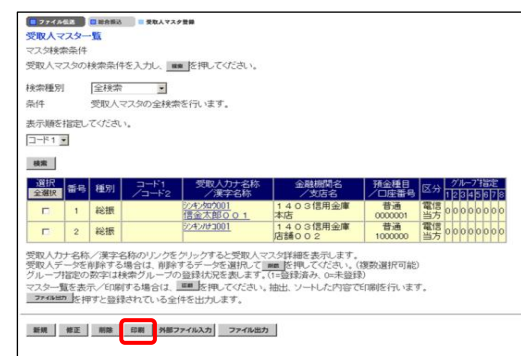 ファイル伝送 総合振込 受取人マスタ登録
受取人マスター覧
マスタ検索条件
受取人マスタの検索条件を入力し、 検索 を押してください。
検索種別 全検索
条件 受取人マスタの全検索を行います。
表示順を指定してください。
コード1
検索
選択 全選択 番号 種別 コード1/コード2 受取人カナ名称/漢字名称 金融機関名/支店名 預金種目/口座番号 区分 グループ指定 1 2 3 4 5 6 7 8
1 総振 シンキンタロウ001 1403信用金庫 普通 電信 0 0 0 0 0 0 0 0
信金太郎001 本店 0000001 当方
2 総振 シンキンハナコ001 1403信用金庫 普通 電信 0 0 0 0 0 0 0 0
店舗002 1000000 当方
受取人カナ名称/漢字名称のリンクをクリックすると受取人マスタ詳細を表示します。
受取人データを削除する場合は、削除するデータを選択して 削除 を押してください。(複数選択可能)
グループ指定の数字は検索グループの登録状況を表します。(1=登録済み、0=未登録)
マスター覧を表示/印刷する場合は、 印刷 を押してください。抽出、ソートした内容で印刷を行います。
ファイル出力 を押すと登録されている全件を出力します。
新規 修正 削除 印刷 外部ファイル入力 ファイル出力